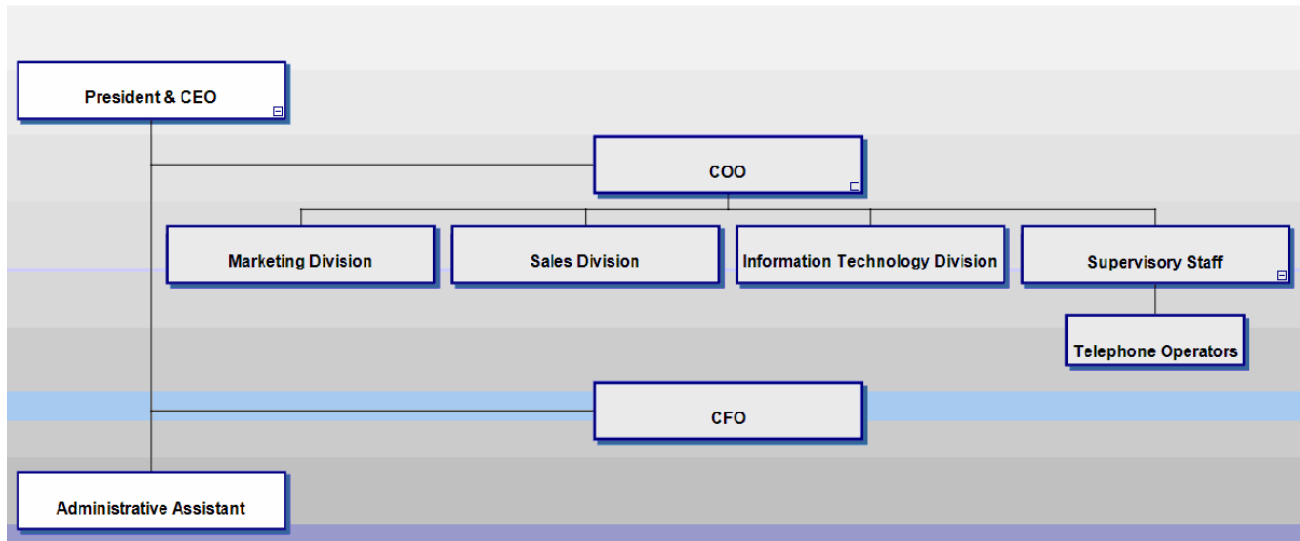 President & CEO
COO
Marketing Division
Sales Division
Information Technology Division
Supervisory Staff
Telephone Operators
CFO
Administrative Assistant